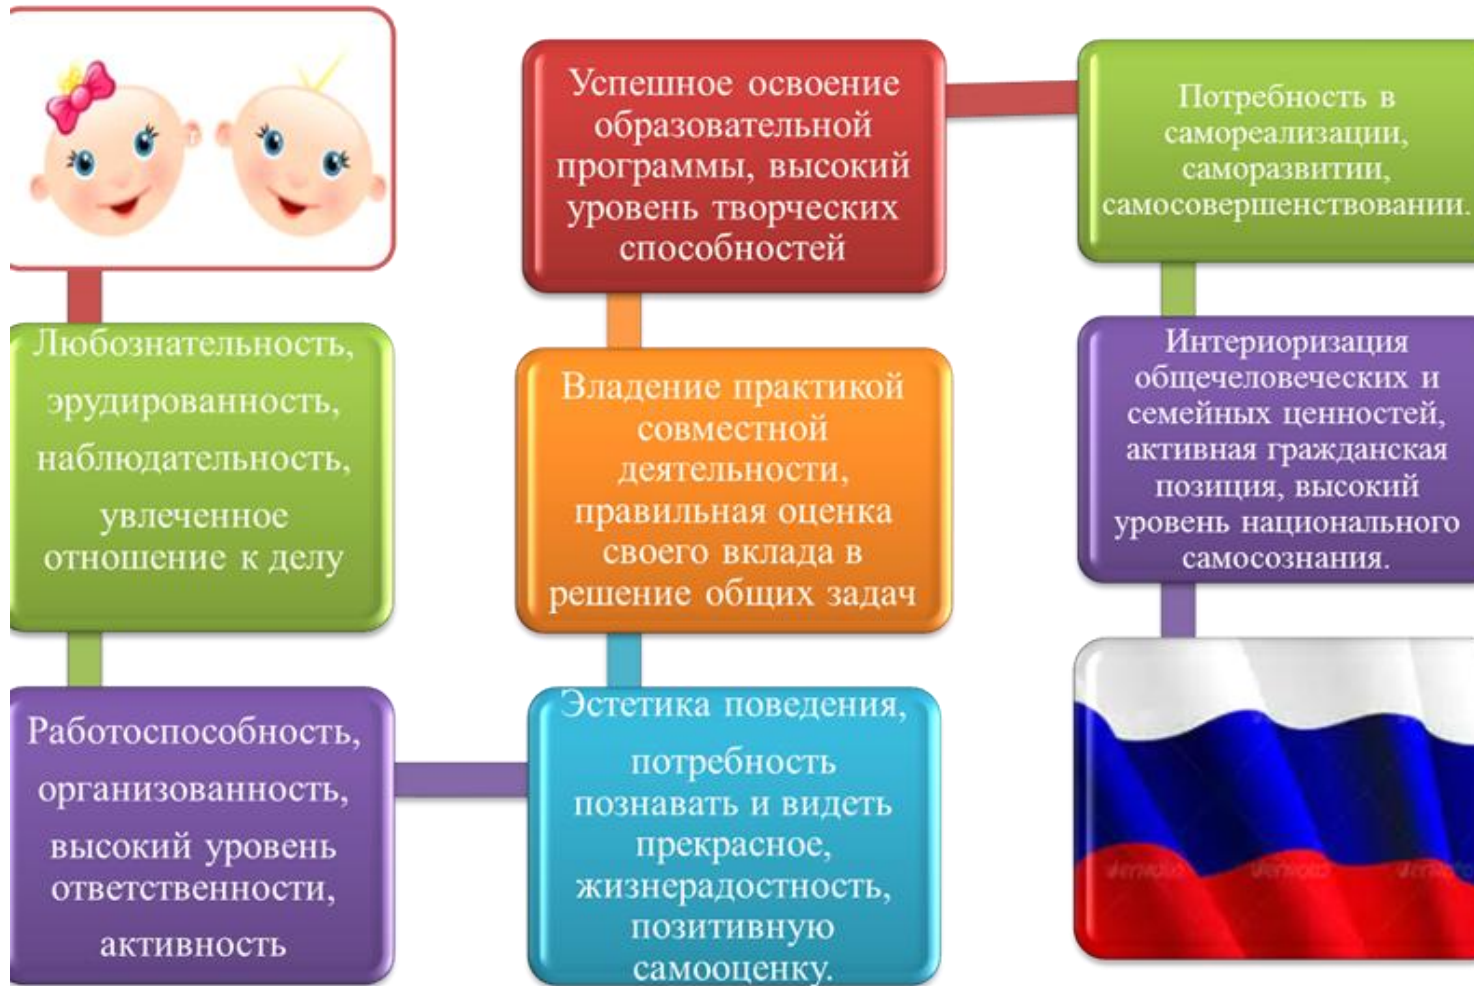 Любознательность,
эрудированность,
наблюдательность,
увлеченное
отношение к делу
Работоспособность,
организованность,
высокий уровень
ответственности,
активность
Эстетика поведения,
потребность
познавать и видеть
прекрасное,
жизнерадостность,
позитивную
самооценку.
Владение практикой
совместной
деятельности,
правильная оценка
своего вклада в
решение общих задач
Успешное освоение
образовательной
программы, высокий
уровень творческих
способностей
Потребность в
самореализации,
саморазвитии,
самосовершенствовании.
Интериоризация
общечеловеческих и
семейных ценностей,
активная гражданская
позиция, высокий
уровень национального
самосознания.